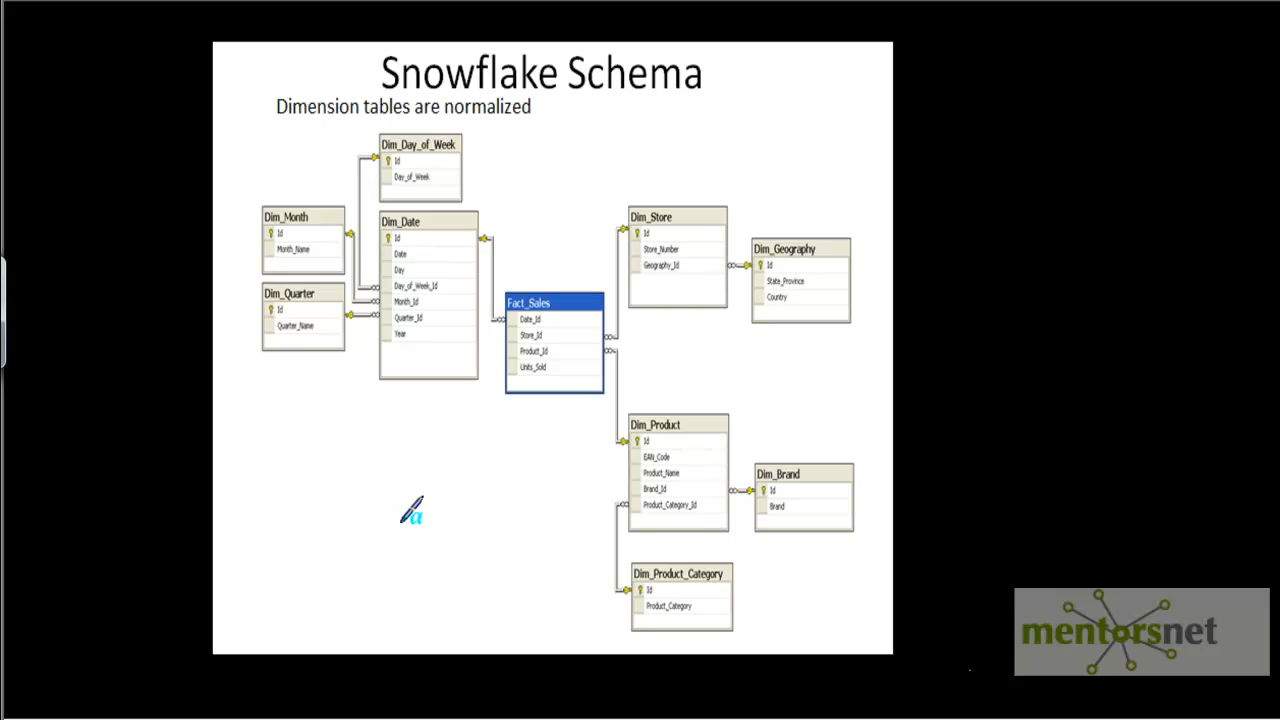 Snowflake Schema
Dimension tables are normalized
Dim_Day_of_Week
Id
Day_of_Week
Dim_Month
Id
Month_Name
Dim_Quarter
Id
Quarter_Name
Dim_Date
Id
Date
Day
Day_of_Week_Id
Month_Id
Quarter_Id
Year
Fact_Sales
Date_Id
Store_Id
Product_Id
Units_Sold
Dim_Store
Id
Store_Number
Geography_Id
Dim_Geography
Id
State_Province
Country
Dim_Product
Id
EAN_Code
Product_Name
Brand_Id
Product_Category_Id
Dim_Brand
Id
Brand
Dim_Product_Category
Id
Product_Category
a
mentorsnet